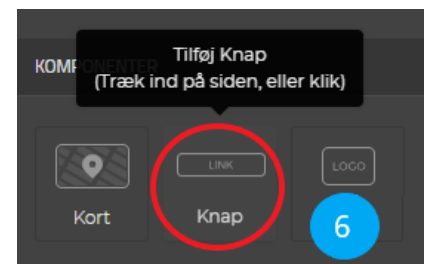 Tilføj Knap
(Træk ind på siden, eller klik)
KOMPONENTER
LINK
LOGO
Kort
Knap
6